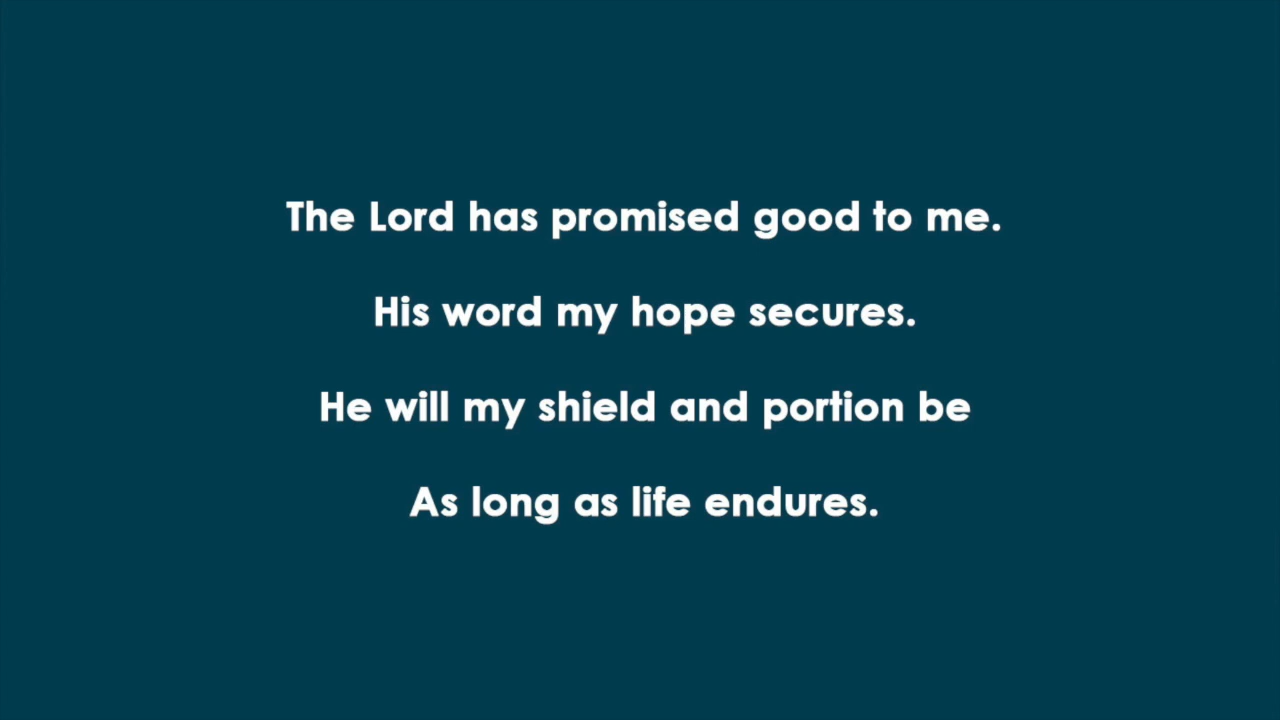 The Lord has promised good to me.
His word my hope secures.
He will my shield and portion be
As long as life endures.